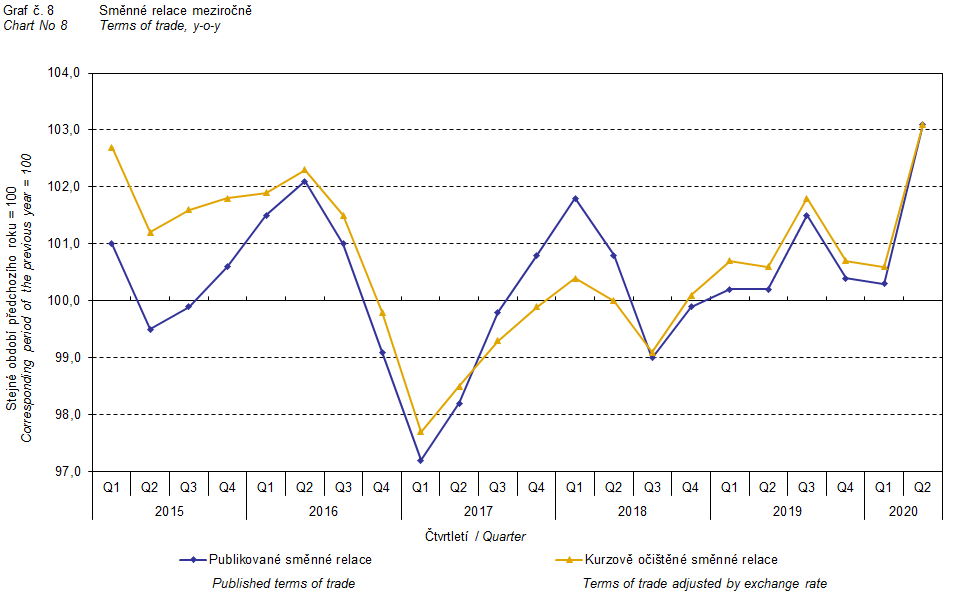 Graf č. 8 Směnné relace meziročně
Chart No 8 Terms of trade, y-o-y
Stejné období předchozího roku = 100
Corresponding period of the previous year = 100
104,0
103,0
102,0
101,0
100,0
99,0
98,0
97,0
Q1 Q2 Q3 Q4 Q1 Q2 Q3 Q4 Q1 Q2 Q3 Q4 Q1 Q2 Q3 Q4 Q1 Q2 Q3 Q4 Q1 Q2
2015 2016 2017 2018 2019 2020
Čtvrtletí / Quarter
Publikované směnné relace Kurzově očištěné směnné relace
Published terms of trade Terms of trade adjusted by exchange rate